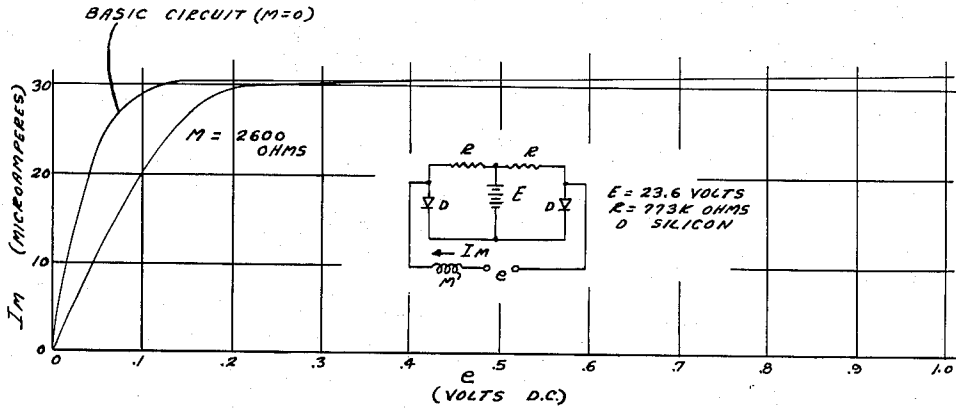 BASIC CIRCUIT (M=0)
IM (MICROAMPERES)
30
20
10
0
M = 2600
OHMS
R R
D E D
IM
M e
E = 23.6 VOLTS
R = 773K OHMS
D SILICON
0 .1 .2 .3 .4 .5 .6 .7 .8 .9 1.0
e
(VOLTS D.C.)